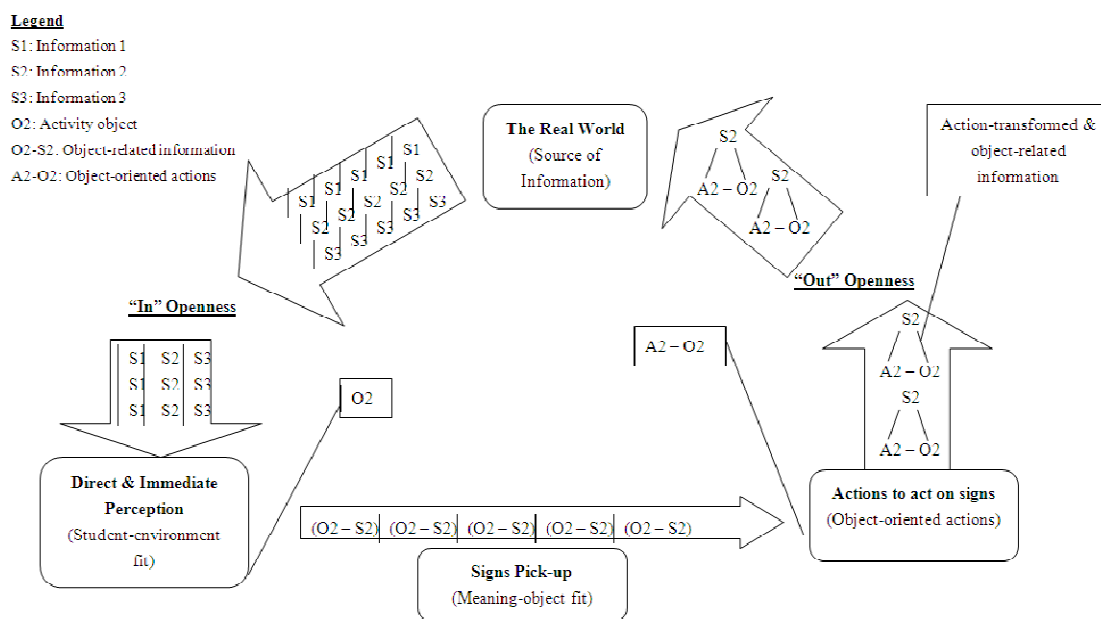 Legend
S1: Information 1
S2: Information 2
S3: Information 3
O2: Activity object
O2-S2: Object-related information
A2-O2: Object-oriented actions
The Real World
(Source of
Information)
S1
S1
S1
S1
S1
S2
S2
S2
S2
S2
S3
S3
S3
S3
S3
S2
A2 – O2
S2
A2 – O2
Action-transformed &
object-related
information
"In" Openness
"Out" Openness
S1 S2 S3
S1 S2 S3
S1 S2 S3
O2
A2 – O2
S2
A2 – O2
S2
A2 – O2
Direct & Immediate
Perception
(Student-environment
fit)
(O2 – S2) (O2 – S2) (O2 – S2) (O2 – S2) (O2 – S2)
Signs Pick-up
(Meaning-object fit)
Actions to act on signs
(Object-oriented actions)